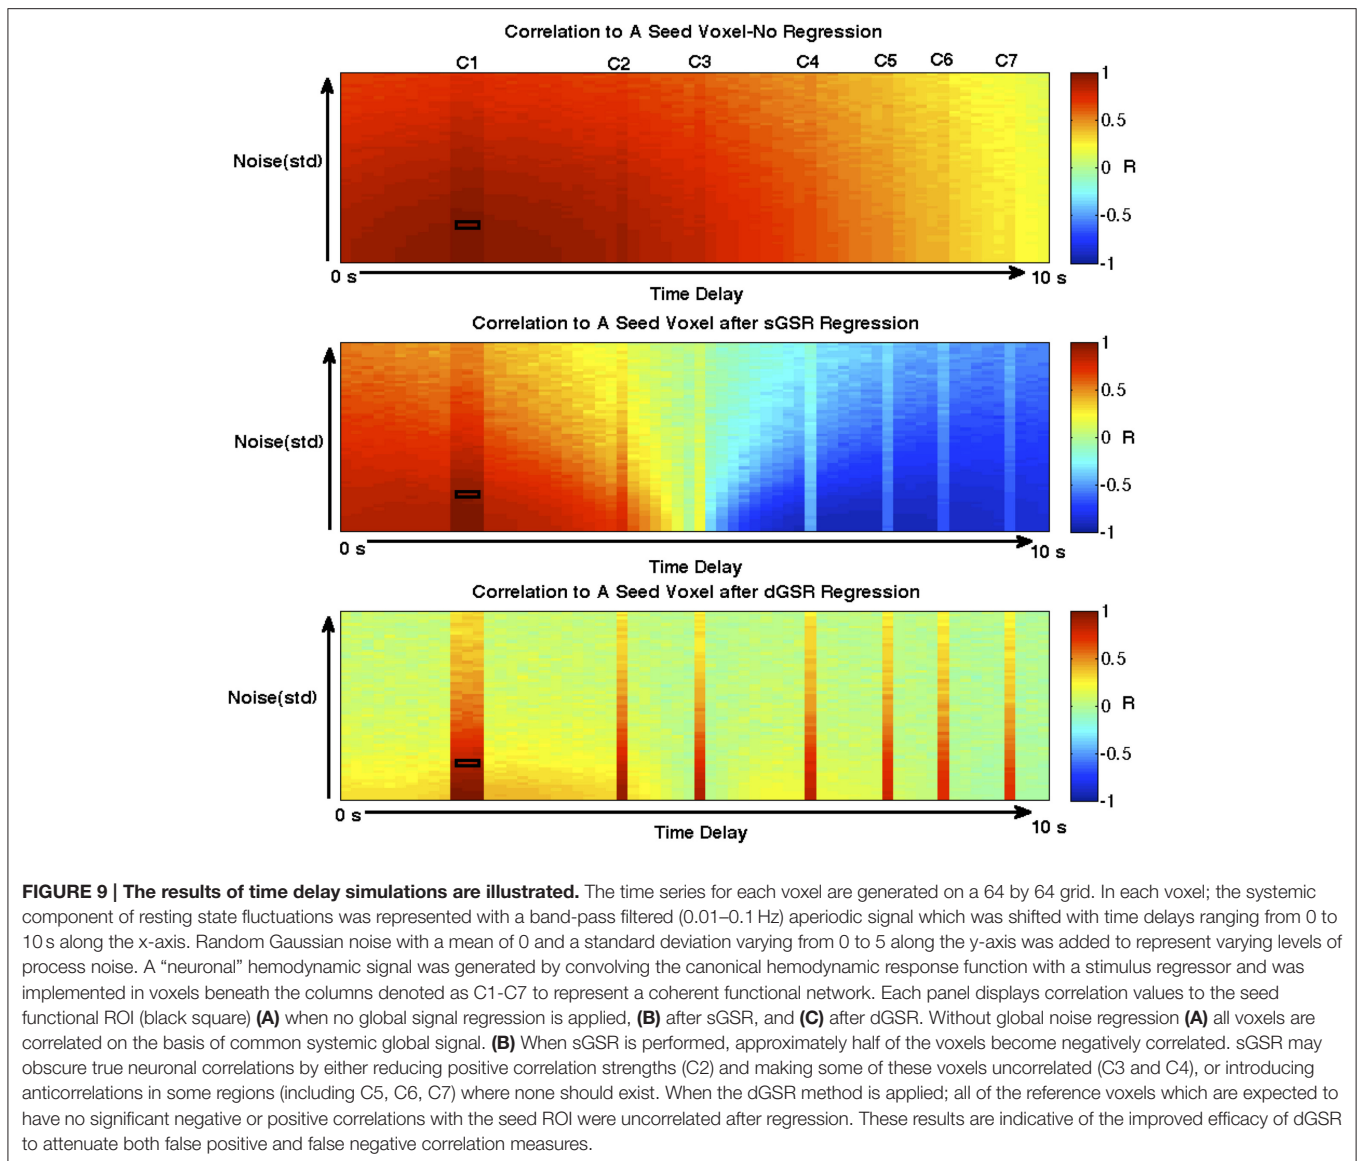 Correlation to A Seed Voxel-No Regression
C1 C2 C3 C4 C5 C6 C7
1
0.5
0 R
-0.5
-1
Noise(std)
0 s 10 s
Time Delay
Correlation to A Seed Voxel after sGSR Regression
1
0.5
0 R
-0.5
-1
Noise(std)
0 s 10 s
Time Delay
Correlation to A Seed Voxel after dGSR Regression
1
0.5
0 R
-0.5
-1
Noise(std)
0 s 10 s
Time Delay
FIGURE 9 | The results of time delay simulations are illustrated. The time series for each voxel are generated on a 64 by 64 grid. In each voxel; the systemic
component of resting state fluctuations was represented with a band-pass filtered (0.01–0.1 Hz) aperiodic signal which was shifted with time delays ranging from 0 to
10 s along the x-axis. Random Gaussian noise with a mean of 0 and a standard deviation varying from 0 to 5 along the y-axis was added to represent varying levels of
process noise. A “neuronal” hemodynamic signal was generated by convolving the canonical hemodynamic response function with a stimulus regressor and was
implemented in voxels beneath the columns denoted as C1-C7 to represent a coherent functional network. Each panel displays correlation values to the seed
functional ROI (black square) (A) when no global signal regression is applied, (B) after sGSR, and (C) after dGSR. Without global noise regression (A) all voxels are
correlated on the basis of common systemic global signal. (B) When sGSR is performed, approximately half of the voxels become negatively correlated. sGSR may
obscure true neuronal correlations by either reducing positive correlation strengths (C2) and making some of these voxels uncorrelated (C3 and C4), or introducing
anticorrelations in some regions (including C5, C6, C7) where none should exist. When the dGSR method is applied; all of the reference voxels which are expected to
have no significant negative or positive correlations with the seed ROI were uncorrelated after regression. These results are indicative of the improved efficacy of dGSR
to attenuate both false positive and false negative correlation measures.